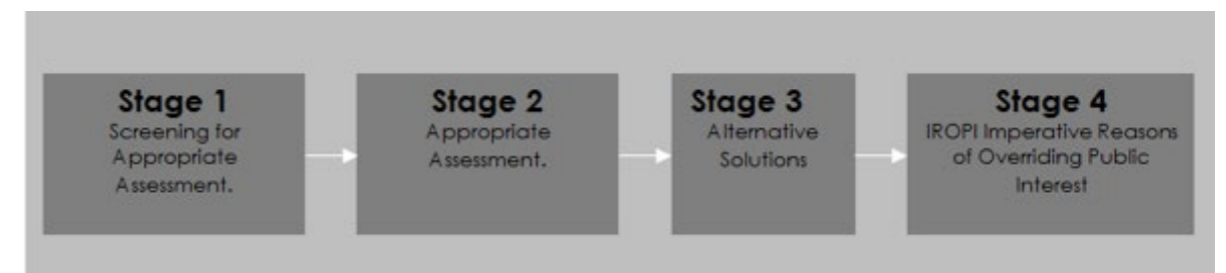 Stage 1
Screening for
Appropriate
Assessment.
Stage 2
Appropriate
Assessment.
Stage 3
Alternative
Solutions
Stage 4
IROPI Imperative Reasons
of Overriding Public
Interest